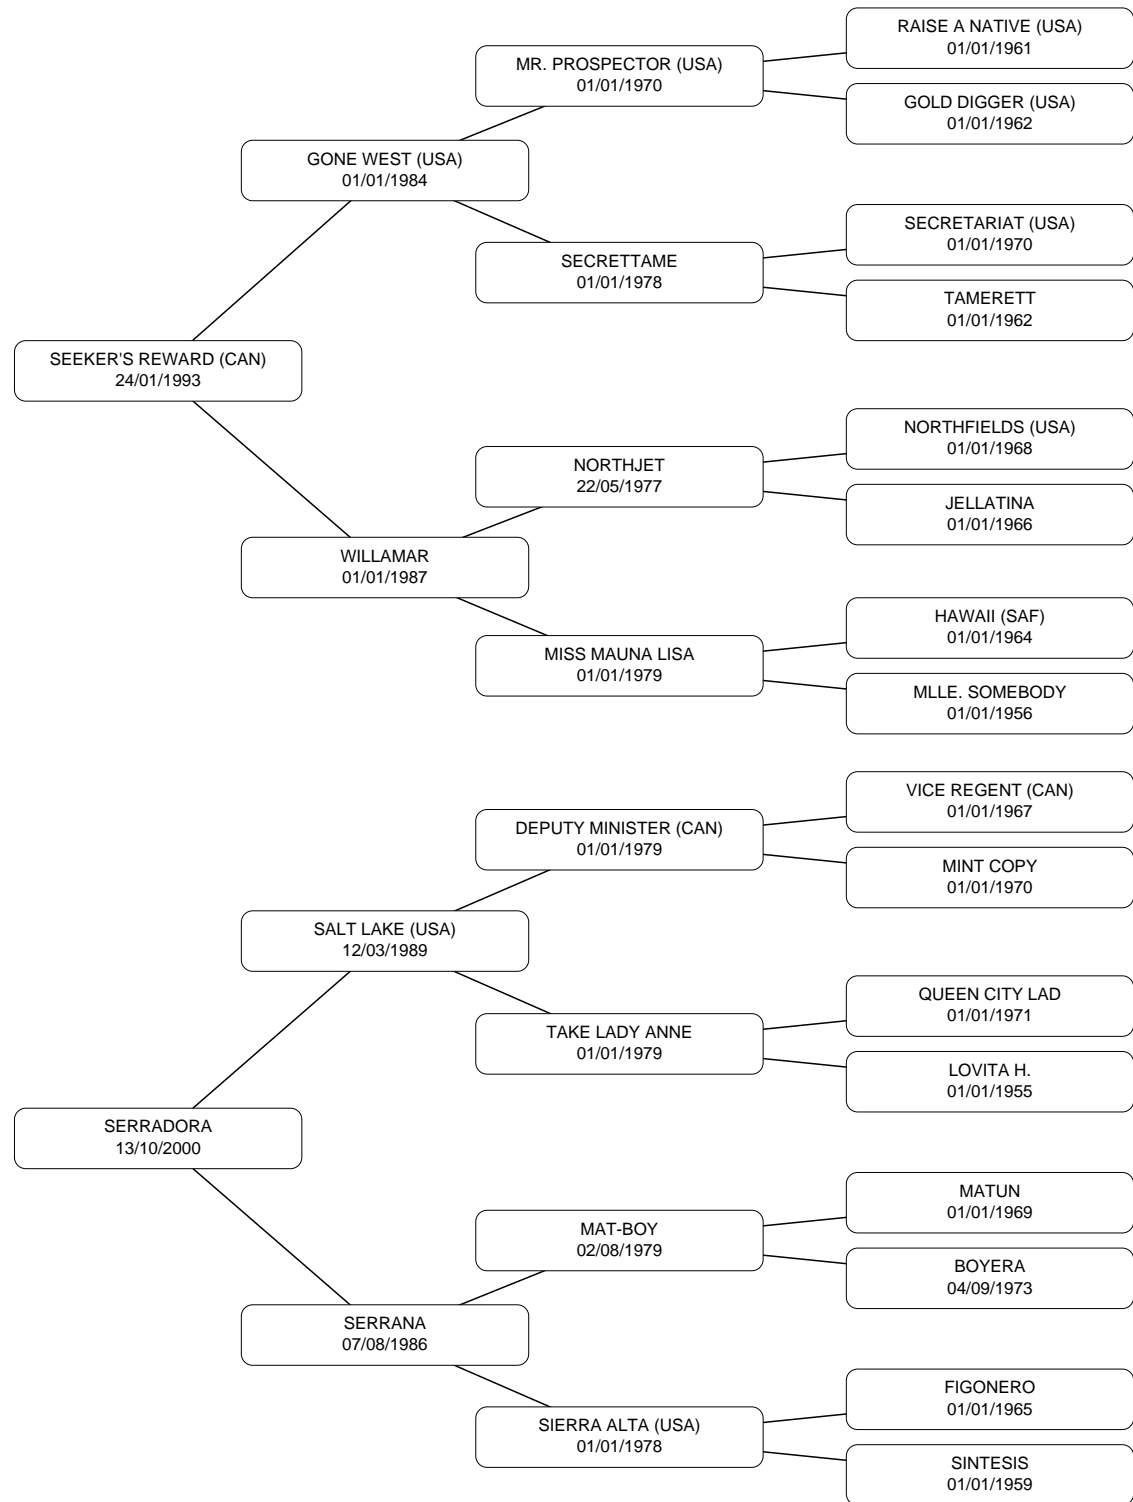 RAISE A NATIVE (USA)
01/01/1961
MR. PROSPECTOR (USA)
01/01/1970
GOLD DIGGER (USA)
01/01/1962
GONE WEST (USA)
01/01/1984
SECRETARIAT (USA)
01/01/1970
SECRETTAME
01/01/1978
TAMERETT
01/01/1962
SEEKER'S REWARD (CAN)
24/01/1993
NORTHFIELDS (USA)
01/01/1968
NORTHJET
22/05/1977
JELLATINA
01/01/1966
WILLAMAR
01/01/1987
HAWAII (SAF)
01/01/1964
MISS MAUNA LISA
01/01/1979
MLLE. SOMEBODY
01/01/1956
VICE REGENT (CAN)
01/01/1967
DEPUTY MINISTER (CAN)
01/01/1979
MINT COPY
01/01/1970
SALT LAKE (USA)
12/03/1989
QUEEN CITY LAD
01/01/1971
TAKE LADY ANNE
01/01/1979
LOVITA H.
01/01/1955
SERRADORA
13/10/2000
MATUN
01/01/1969
MAT-BOY
02/08/1979
BOYERA
04/09/1973
SERRANA
07/08/1986
FIGONERO
01/01/1965
SIERRA ALTA (USA)
01/01/1978
SINTESIS
01/01/1959